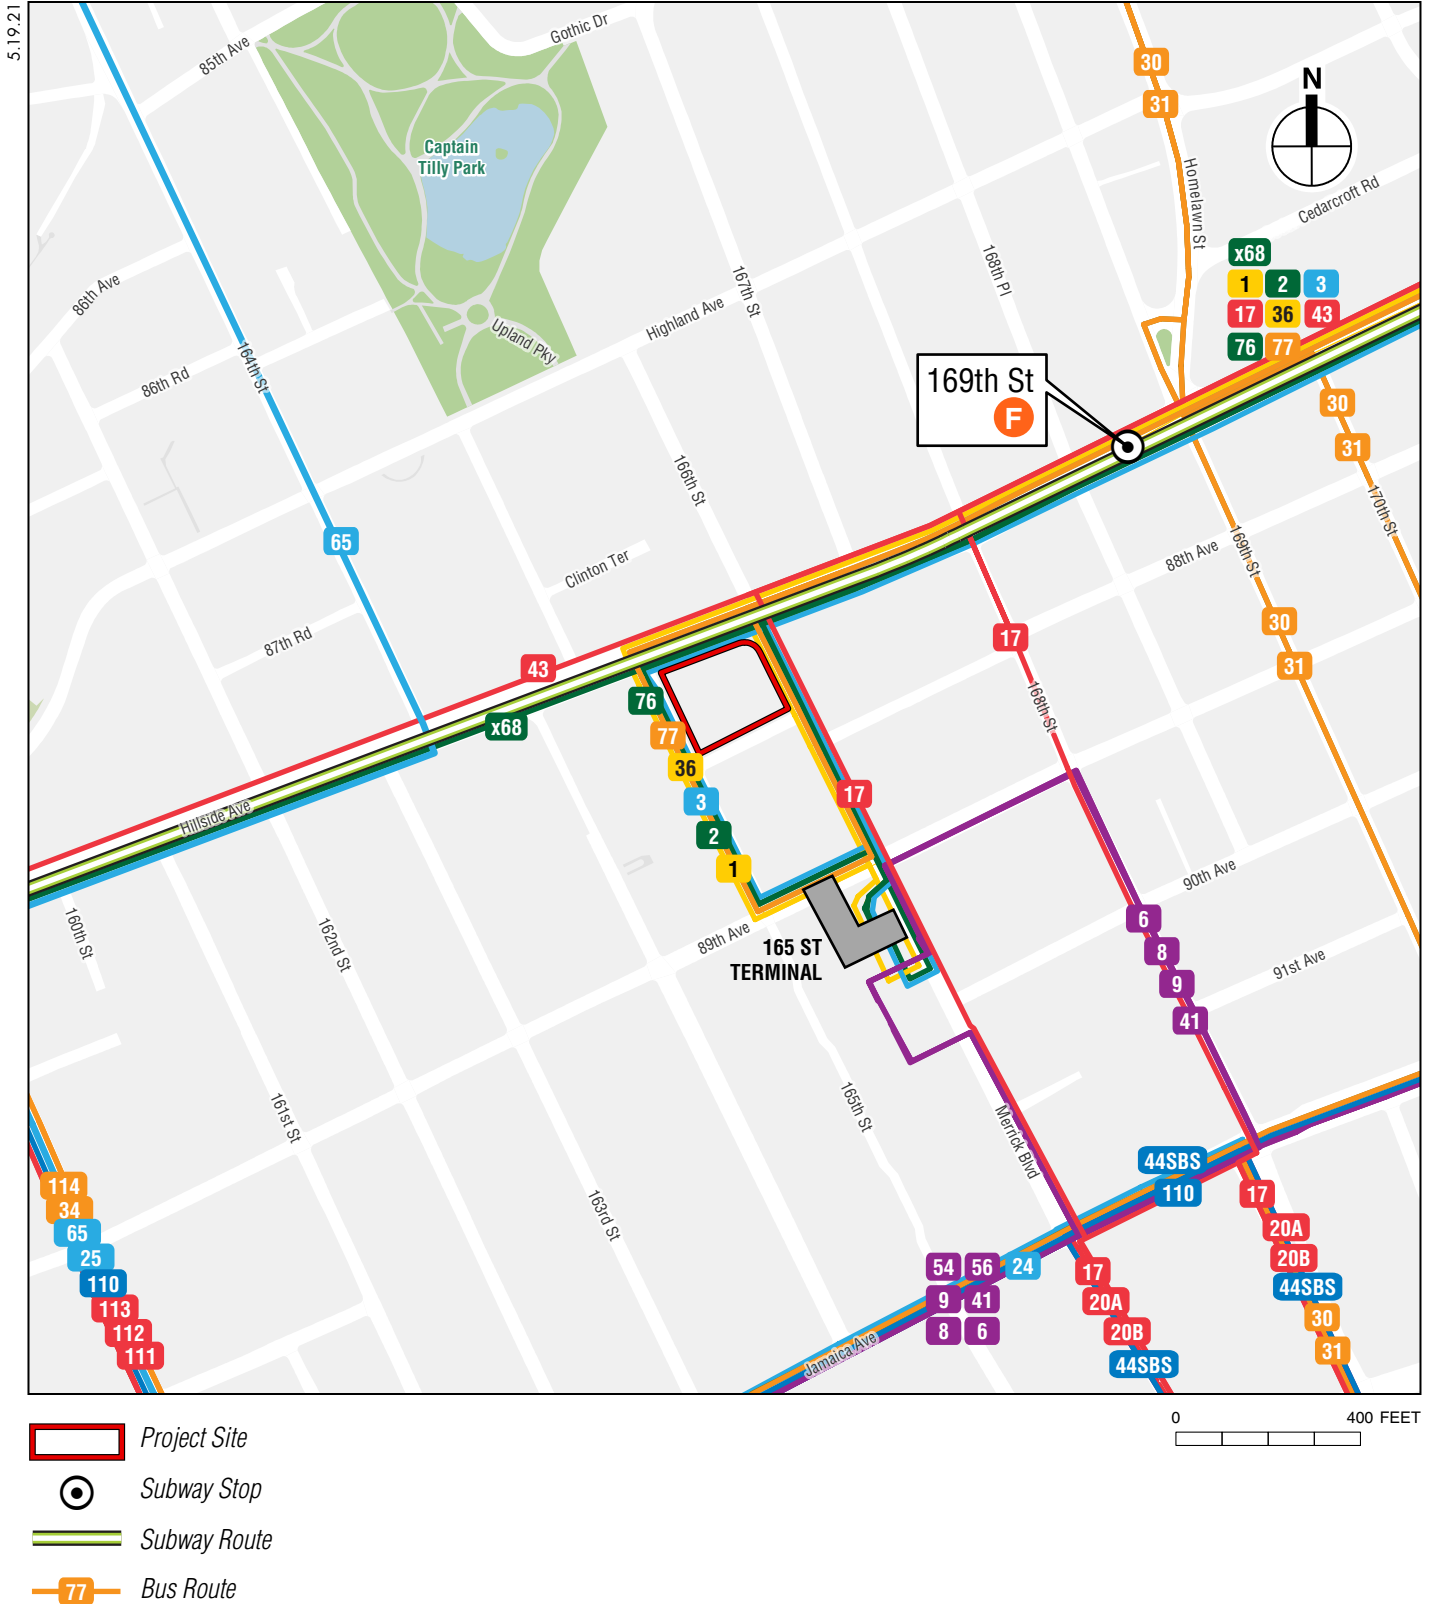 5.19.21
85th Ave
Gothic Dr
30
31
N
Captain
Tilly Park
Homelawn St
Cedarcroft Rd
x68
1 2 3
17 36 43
76 77
86th Ave
167th St
168th Pl
Highland Ave
Upland Pky
164th St
86th Rd
169th St
F
30
31
166th St
170th St
65
169th St
88th Ave
Clinton Ter
87th Rd
30
17
31
43
76
168th St
x68
77
36
17
3
Hillside Ave
2
1
90th Ave
160th St
162nd St
89th Ave
165 ST
TERMINAL
6
8
9
41
91st Ave
161st St
165th St
Merrick Blvd
44SBS
110
114
34
65
25
110
113
112
111
163rd St
17
20A
20B
44SBS
30
31
54 56 24
9 41
8 6
17
20A
20B
44SBS
Jamaica Ave
0 400 FEET
Project Site
Subway Stop
Subway Route
77 Bus Route